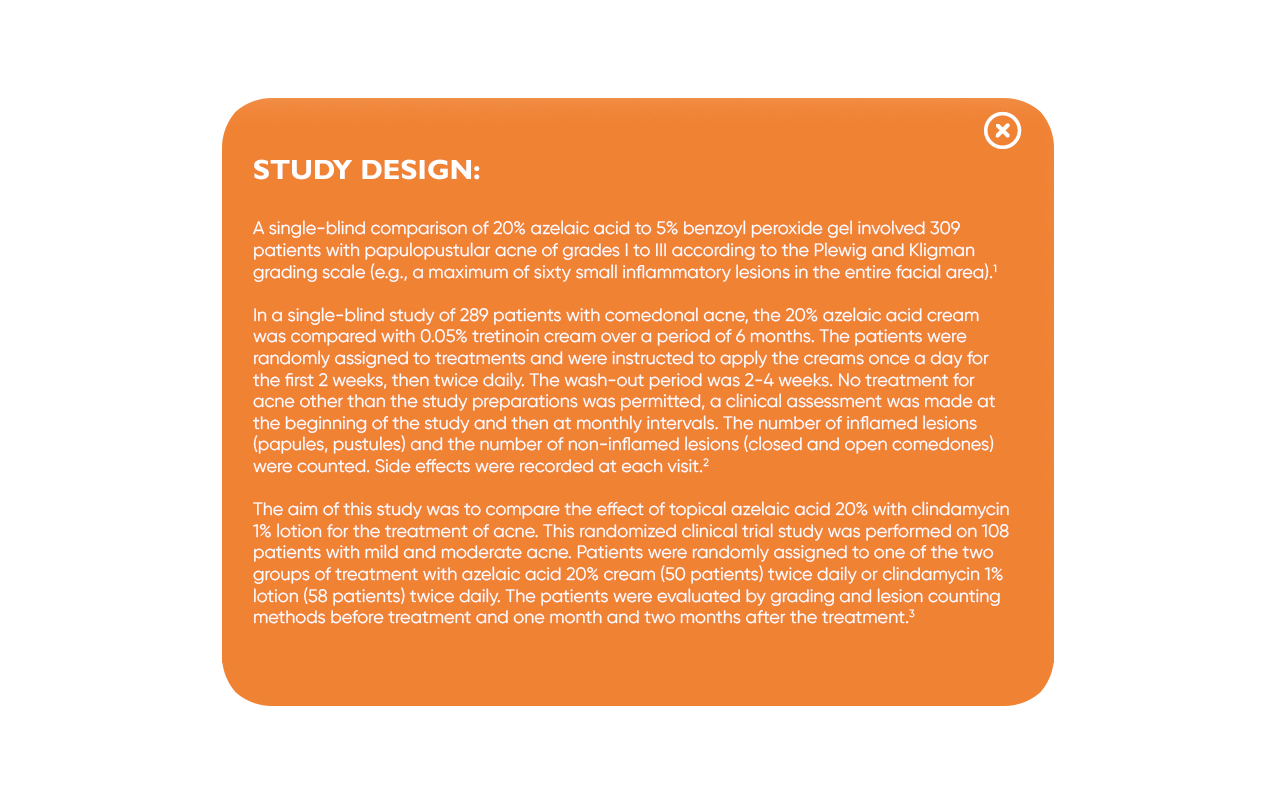 STUDY DESIGN:
A single-blind comparison of 20% azelaic acid to 5% benzoyl peroxide gel involved 309
patients with papulopustular acne of grades I to III according to the Plewig and Kligman
grading scale (e.g., a maximum of sixty small inflammatory lesions in the entire facial area).¹
In a single-blind study of 289 patients with comedonal acne, the 20% azelaic acid cream
was compared with 0.05% tretinoin cream over a period of 6 months. The patients were
randomly assigned to treatments and were instructed to apply the creams once a day for
the first 2 weeks, then twice daily. The wash-out period was 2-4 weeks. No treatment for
acne other than the study preparations was permitted, a clinical assessment was made at
the beginning of the study and then at monthly intervals. The number of inflamed lesions
(papules, pustules) and the number of non-inflamed lesions (closed and open comedones)
were counted. Side effects were recorded at each visit.²
The aim of this study was to compare the effect of topical azelaic acid 20% with clindamycin
1% lotion for the treatment of acne. This randomized clinical trial study was performed on 108
patients with mild and moderate acne. Patients were randomly assigned to one of the two
groups of treatment with azelaic acid 20% cream (50 patients) twice daily or clindamycin 1%
lotion (58 patients) twice daily. The patients were evaluated by grading and lesion counting
methods before treatment and one month and two months after the treatment.³